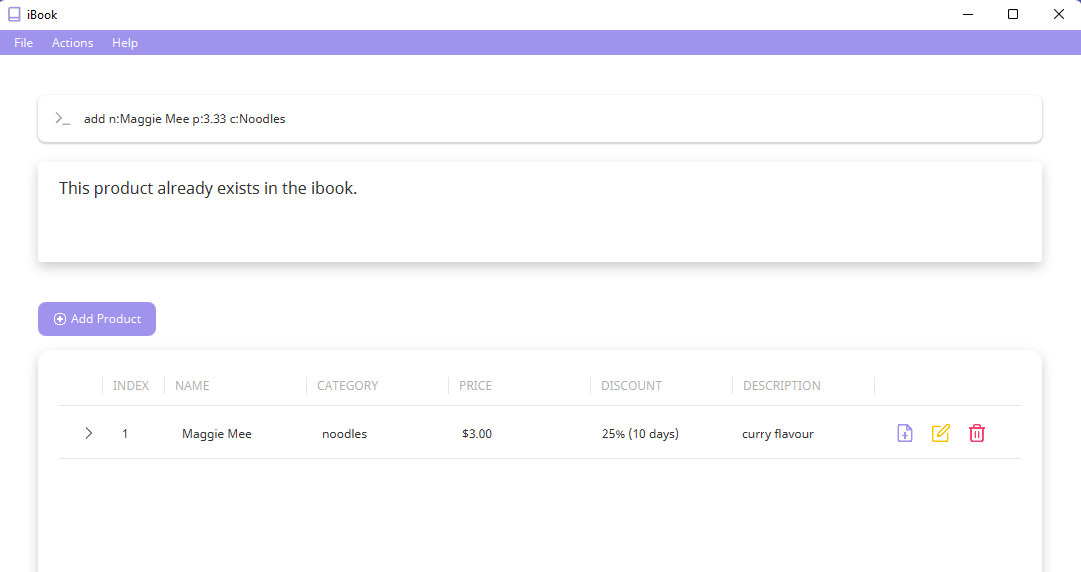 iBook
File Actions Help
add n:Maggie Mee p:3.33 c:Noodles
This product already exists in the ibook.
Add Product
INDEX NAME CATEGORY PRICE DISCOUNT DESCRIPTION
1 Maggie Mee noodles $3.00 25% (10 days) curry flavour